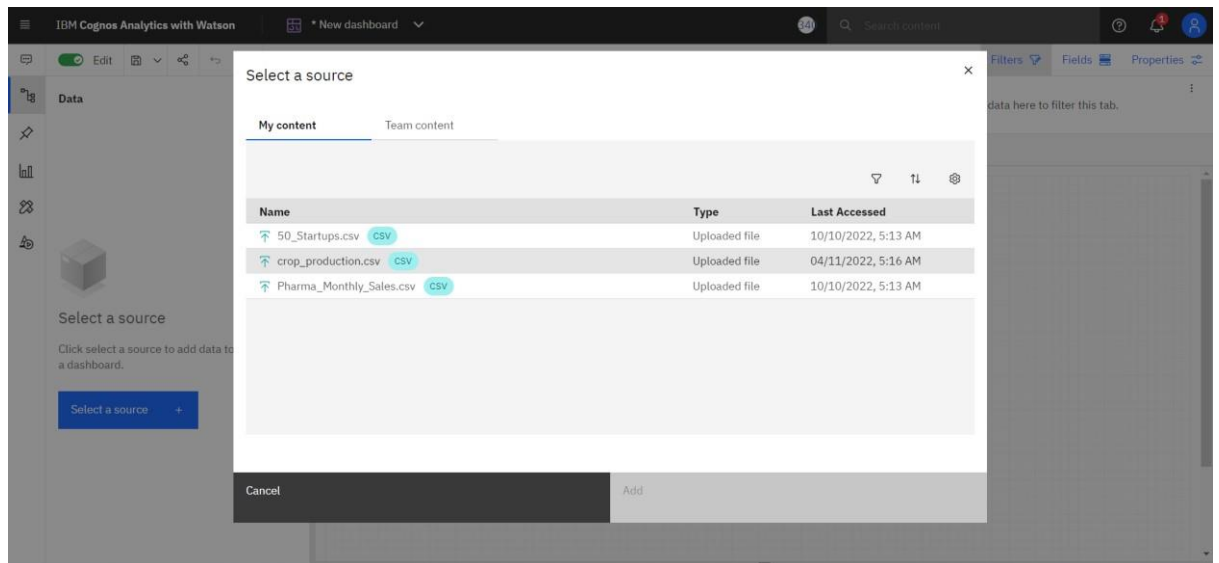 IBM Cognos Analytics with Watson
* New dashboard
Search content
1
Edit
Filters
Fields
Properties
Data
data here to filter this tab.
Select a source
My content
Team content
Name Type Last Accessed
50_Startups.csv CSV Uploaded file 10/10/2022, 5:13 AM
crop_production.csv CSV Uploaded file 04/11/2022, 5:16 AM
Pharma_Monthly_Sales.csv CSV Uploaded file 10/10/2022, 5:13 AM
Select a source
Click select a source to add data to
a dashboard.
Select a source +
Cancel
Add